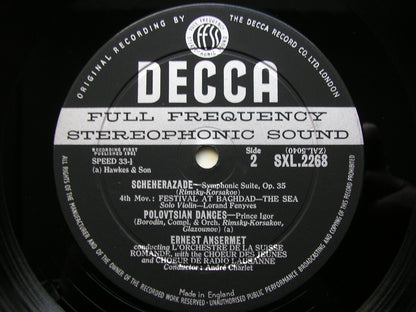 ORIGINAL RECORDING BY
THE DECCA RECORD CO. LTD. LONDON
FULL FREQUENCY
ffss
DECCA
FULL FREQUENCY
STEREOPHONIC SOUND
RECORDING FIRST
PUBLISHED 1961
SPEED 33⅓
(a) Hawkes & Son
(ZAL.5040)
Side
2
SXL.2268
SCHEHERAZADE—Symphonic Suite, Op. 35
(Rimsky-Korsakov)
4th Mov: FESTIVAL AT BAGHDAD—THE SEA
Solo Violin—Lorand Fenyves
POLOVTSIAN DANCES—Prince Igor
(Borodin, Compl. & Orch. Rimsky-Korsakov,
Glazounov) (a)
ERNEST ANSERMET
conducting L'ORCHESTRE DE LA SUISSE
ROMANDE, with the CHOEUR DES JEUNES
and CHOEUR DE RADIO LAUSANNE
Conductor : André Charlet
Made in England
ALL RIGHTS OF THE MANUFACTURER AND OF THE OWNER OF THE RECORDED WORK RESERVED · UNAUTHORISED PUBLIC PERFORMANCE BROADCASTING AND COPYING OF THIS RECORD PROHIBITED